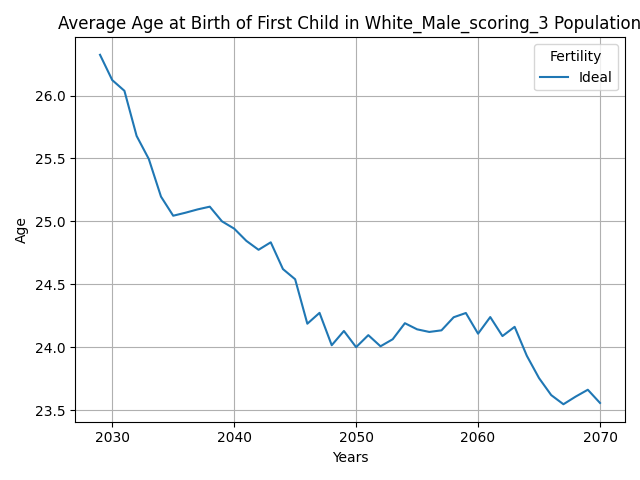 Average Age at Birth of First Child in White_Male_scoring_3 Population
Fertility
Ideal
26.0
25.5
25.0
24.5
24.0
23.5
Age
2030 2040 2050 2060 2070
Years